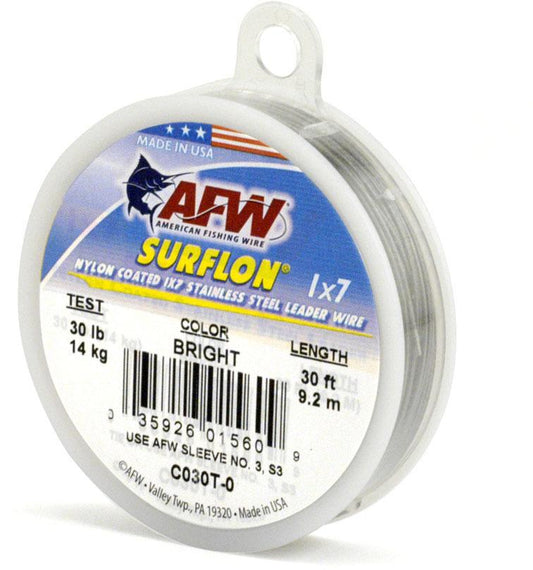 MADE IN USA
AFW
AMERICAN FISHING WIRE
SURFLON® 1x7
NYLON COATED 1X7 STAINLESS STEEL LEADER WIRE
TEST
30 lb
14 kg
COLOR
BRIGHT
LENGTH
30 ft
9.2 m
0 35926 01560 9
USE AFW SLEEVE NO. 3, S3
C030T-0
©AFW • Valley Twp., PA 19320 • Made in USA